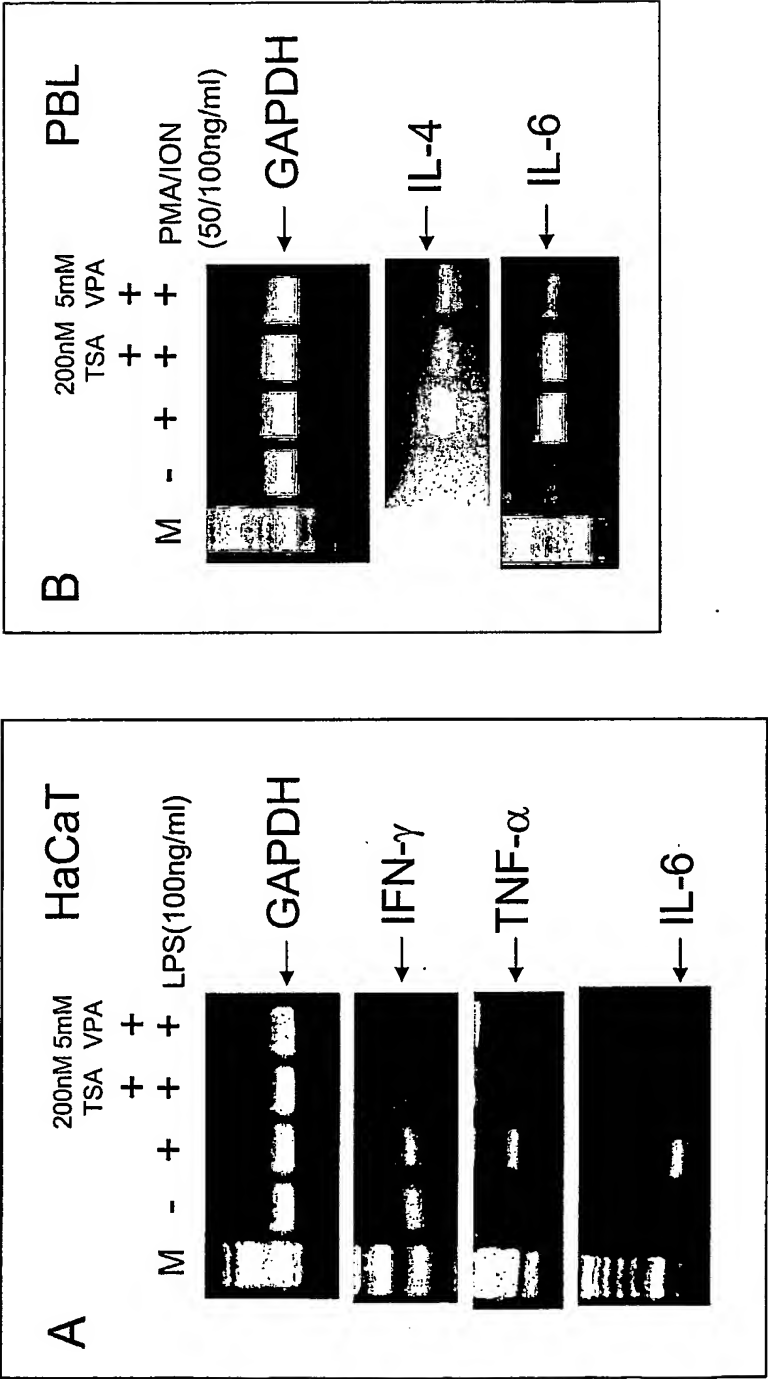 A
HaCaT
200nM 5mM
TSA VPA
+ +
M - + + + LPS(100ng/ml)
GAPDH
IFN-γ
TNF-α
IL-6
B
PBL
200nM 5mM
TSA VPA
+ +
M - + + + PMA/ION
(50/100ng/ml)
GAPDH
IL-4
IL-6